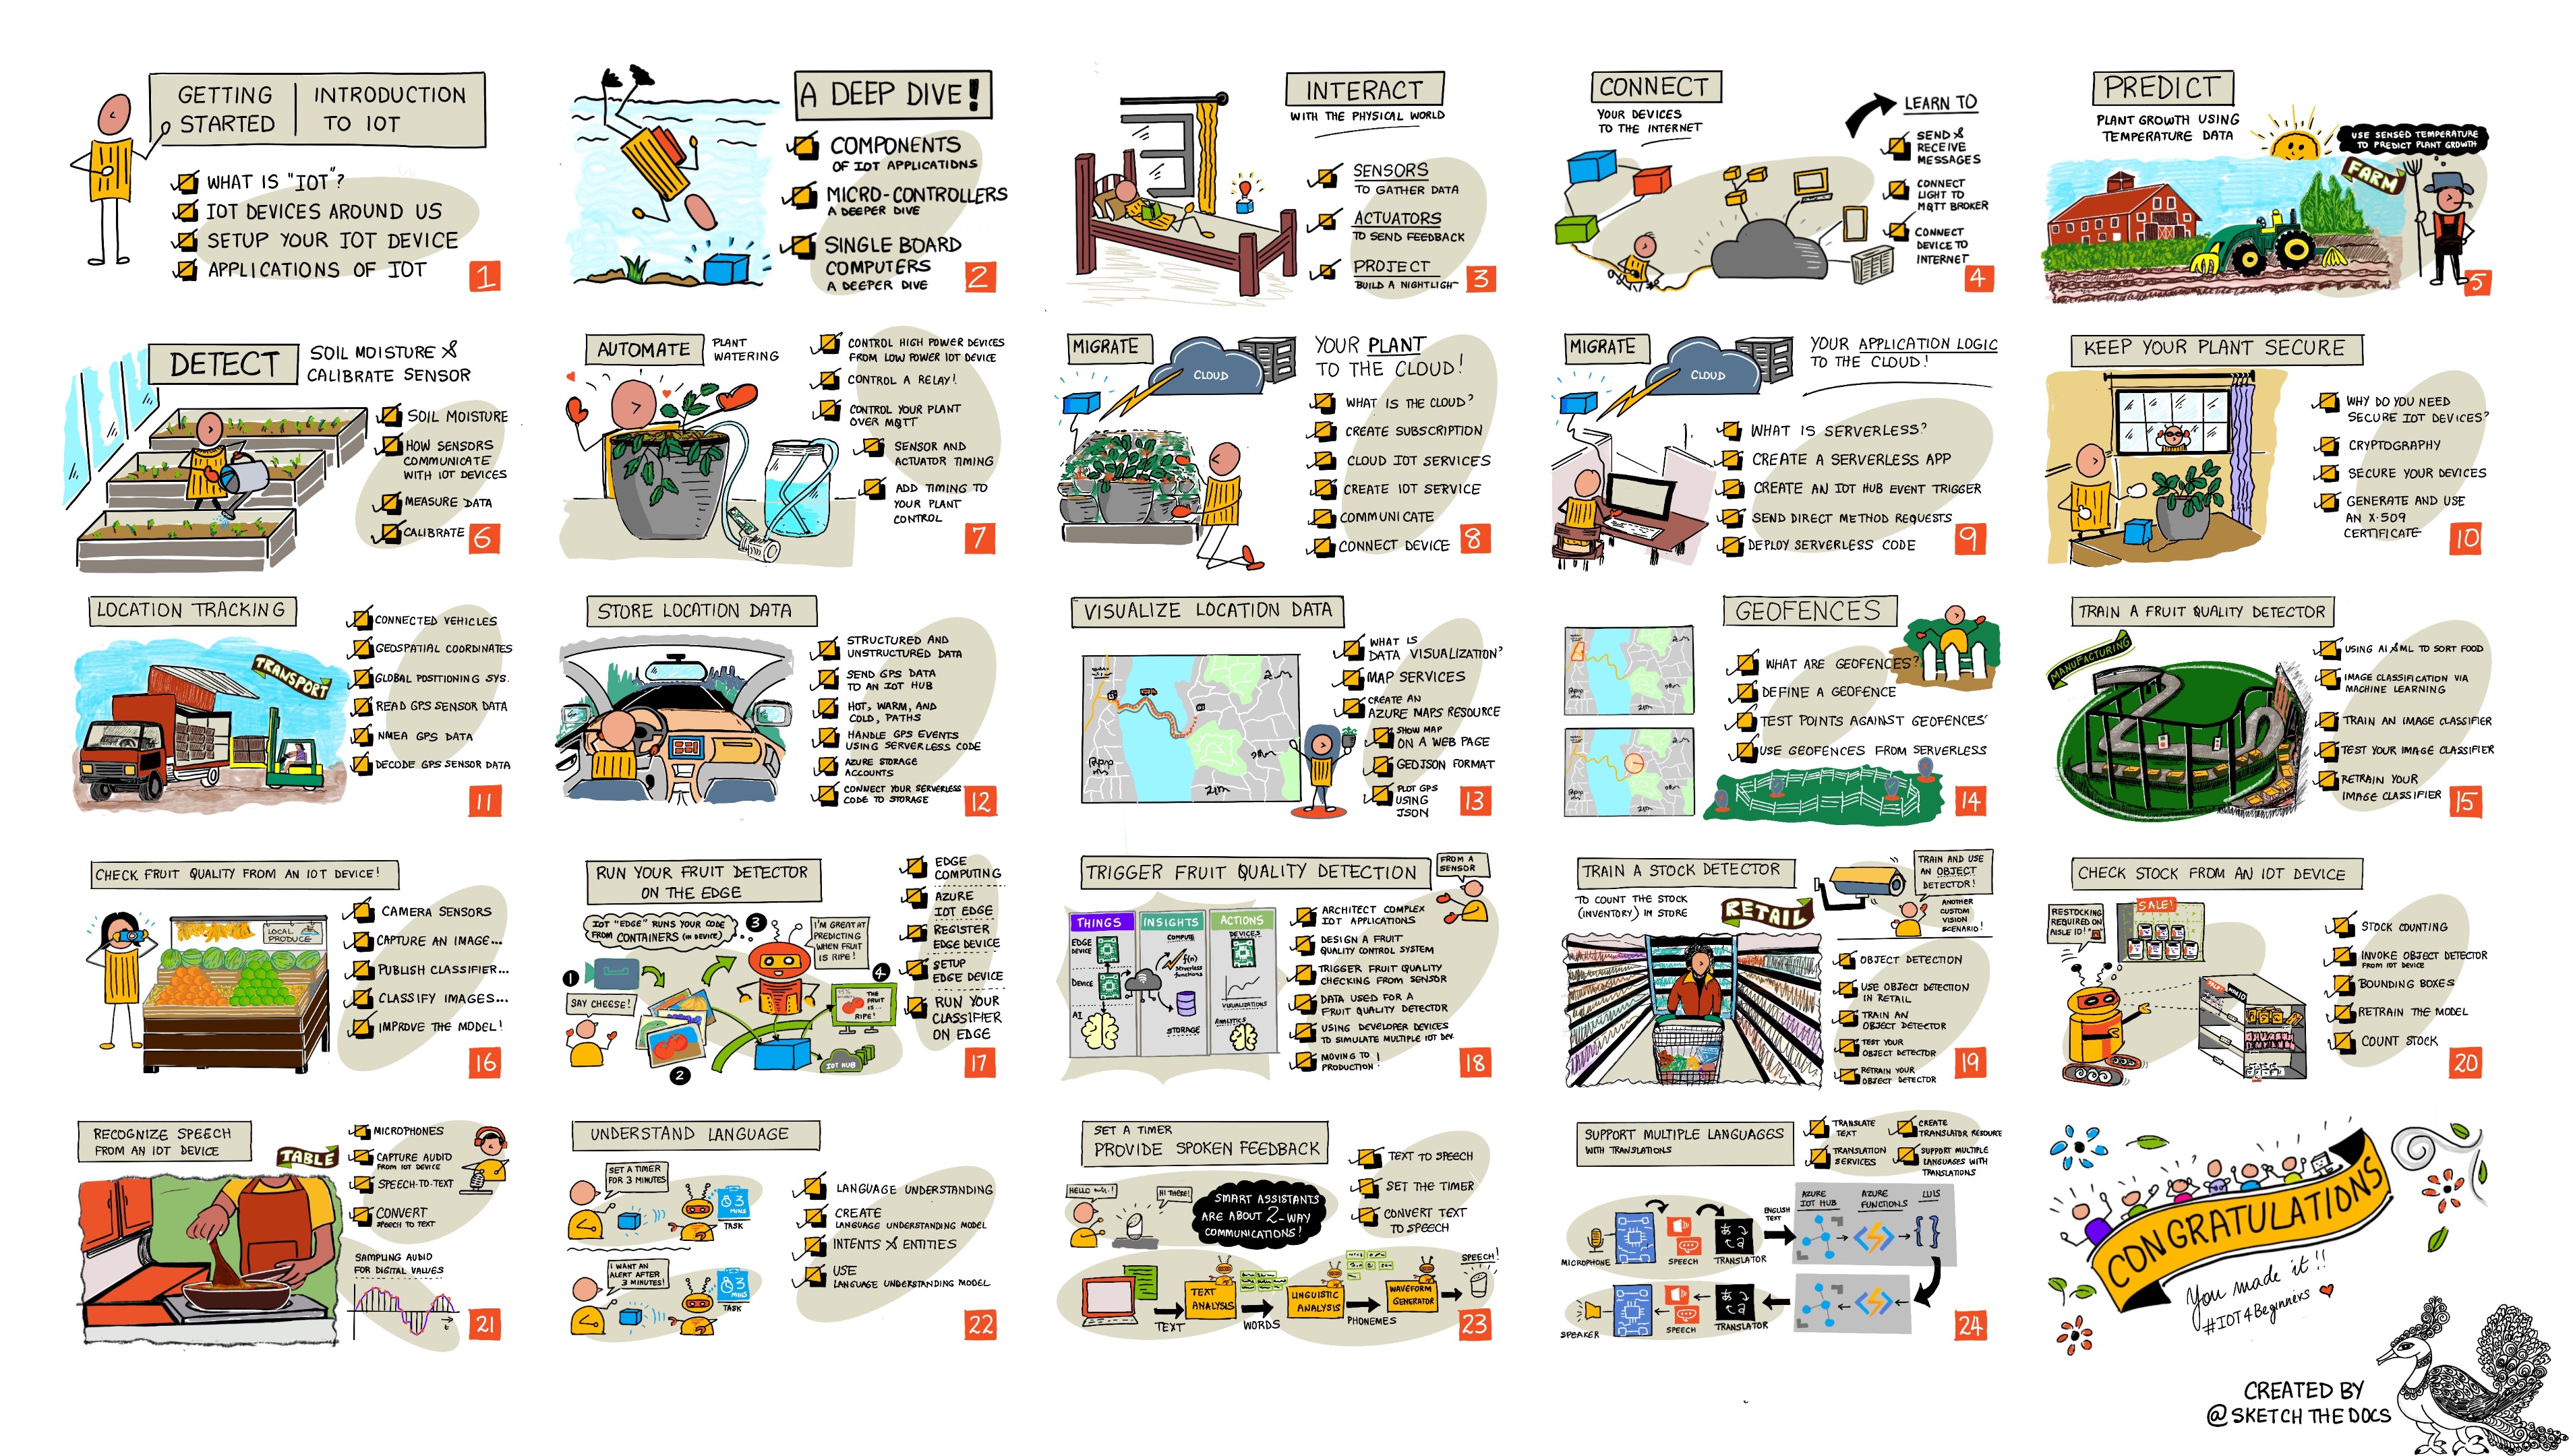 GETTING STARTED
INTRODUCTION TO IOT
WHAT IS "IOT"?
IOT DEVICES AROUND US
SETUP YOUR IOT DEVICE
APPLICATIONS OF IOT
1
A DEEP DIVE!
COMPONENTS
OF IOT APPLICATIONS
MICRO-CONTROLLERS
A DEEPER DIVE
SINGLE BOARD
COMPUTERS
A DEEPER DIVE
2
INTERACT
WITH THE PHYSICAL WORLD
SENSORS
TO GATHER DATA
ACTUATORS
TO SEND FEEDBACK
PROJECT
BUILD A NIGHTLIGH
3
CONNECT
YOUR DEVICES
TO THE INTERNET
LEARN TO
SEND &
RECEIVE
MESSAGES
CONNECT
LIGHT TO
MQTT BROKER
CONNECT
DEVICE TO
INTERNET
4
PREDICT
PLANT GROWTH USING
TEMPERATURE DATA
USE SENSED TEMPERATURE
TO PREDICT PLANT GROWTH
FARM
5
DETECT
SOIL MOISTURE &
CALIBRATE SENSOR
SOIL MOISTURE
HOW SENSORS
COMMUNICATE
WITH IOT DEVICES
MEASURE DATA
CALIBRATE
6
AUTOMATE
PLANT
WATERING
CONTROL HIGH POWER DEVICES
FROM LOW POWER IOT DEVICE
CONTROL A RELAY!
CONTROL YOUR PLANT
OVER MQTT
SENSOR AND
ACTUATOR TIMING
ADD TIMING TO
YOUR PLANT
CONTROL
7
MIGRATE
CLOUD
YOUR PLANT
TO THE CLOUD!
WHAT IS THE CLOUD?
CREATE SUBSCRIPTION
CLOUD IOT SERVICES
CREATE IOT SERVICE
COMMUNICATE
CONNECT DEVICE
8
MIGRATE
CLOUD
YOUR APPLICATION LOGIC
TO THE CLOUD!
WHAT IS SERVERLESS?
CREATE A SERVERLESS APP
CREATE AN IOT HUB EVENT TRIGGER
SEND DIRECT METHOD REQUESTS
DEPLOY SERVERLESS CODE
9
KEEP YOUR PLANT SECURE
WHY DO YOU NEED
SECURE IOT DEVICES?
CRYPTOGRAPHY
SECURE YOUR DEVICES
GENERATE AND USE
AN X.509
CERTIFICATE
10
LOCATION TRACKING
TRANSPORT
CONNECTED VEHICLES
GEOSPATIAL COORDINATES
GLOBAL POSITIONING SYS.
READ GPS SENSOR DATA
NMEA GPS DATA
DECODE GPS SENSOR DATA
11
STORE LOCATION DATA
STRUCTURED AND
UNSTRUCTURED DATA
SEND GPS DATA
TO AN IOT HUB
HOT, WARM, AND
COLD, PATHS
HANDLE GPS EVENTS
USING SERVERLESS CODE
AZURE STORAGE
ACCOUNTS
CONNECT YOUR SERVERLESS
CODE TO STORAGE
12
VISUALIZE LOCATION DATA
WHAT IS
DATA VISUALIZATION?
MAP SERVICES
CREATE AN
AZURE MAPS RESOURCE
SHOW MAP
ON A WEB PAGE
GEOJSON FORMAT
PLOT GPS
USING
JSON
13
GEOFENCES
WHAT ARE GEOFENCES?
DEFINE A GEOFENCE
TEST POINTS AGAINST GEOFENCES
USE GEOFENCES FROM SERVERLESS
14
TRAIN A FRUIT QUALITY DETECTOR
MANUFACTURING
USING AI & ML TO SORT FOOD
IMAGE CLASSIFICATION VIA
MACHINE LEARNING
TRAIN AN IMAGE CLASSIFIER
TEST YOUR IMAGE CLASSIFIER
RETRAIN YOUR
IMAGE CLASSIFIER
15
CHECK FRUIT QUALITY FROM AN IOT DEVICE!
LOCAL
PRODUCE
CAMERA SENSORS
CAPTURE AN IMAGE...
PUBLISH CLASSIFIER...
CLASSIFY IMAGES...
IMPROVE THE MODEL!
16
RUN YOUR FRUIT DETECTOR
ON THE EDGE
IOT "EDGE" RUNS YOUR CODE
FROM CONTAINERS (IN DEVICE)
3
I'M GREAT AT
PREDICTING
WHEN FRUIT
IS RIPE!
1
SAY CHEESE!
2
4
THE
FRUIT
IS...
RIPE!
IOT HUB
EDGE
COMPUTING
AZURE
IOT EDGE
REGISTER
EDGE DEVICE
SETUP
EDGE DEVICE
RUN YOUR
CLASSIFIER
ON EDGE
17
TRIGGER FRUIT QUALITY DETECTION
FROM A
SENSOR
THINGS
INSIGHTS
ACTIONS
EDGE
DEVICE
DEVICE
AI
COMPUTE
f(n)
SERVERLESS
FUNCTIONS
STORAGE
DEVICES
VISUALIZATIONS
ANALYTICS
ARCHITECT COMPLEX
IOT APPLICATIONS
DESIGN A FRUIT
QUALITY CONTROL SYSTEM
TRIGGER FRUIT QUALITY
CHECKING FROM SENSOR
DATA USED FOR A
FRUIT QUALITY DETECTOR
USING DEVELOPER DEVICES
TO SIMULATE MULTIPLE IOT DEV.
MOVING TO
PRODUCTION!
18
TRAIN A STOCK DETECTOR
TO COUNT THE STOCK
(INVENTORY) IN STORE
RETAIL
TRAIN AND USE
AN OBJECT
DETECTOR!
ANOTHER
CUSTOM
VISION
SCENARIO!
OBJECT DETECTION
USE OBJECT DETECTION
IN RETAIL
TRAIN AN
OBJECT DETECTOR
TEST YOUR
OBJECT DETECTOR
RETRAIN YOUR
OBJECT DETECTOR
19
CHECK STOCK FROM AN IOT DEVICE
RESTOCKING
REQUIRED ON
AISLE 10!
SALE!
STOCK COUNTING
INVOKE OBJECT DETECTOR
FROM IOT DEVICE
BOUNDING BOXES
RETRAIN THE MODEL
COUNT STOCK
20
RECOGNIZE SPEECH
FROM AN IOT DEVICE
TABLE
MICROPHONES
CAPTURE AUDIO
FROM IOT DEVICE
SPEECH-TO-TEXT
CONVERT
SPEECH TO TEXT
SAMPLING AUDIO
FOR DIGITAL VALUES
t
21
UNDERSTAND LANGUAGE
SET A TIMER
FOR 3 MINUTES
3
MINS
TASK
I WANT AN
ALERT AFTER
3 MINUTES!
3
MINS
TASK
LANGUAGE UNDERSTANDING
CREATE
LANGUAGE UNDERSTANDING MODEL
INTENTS & ENTITIES
USE
LANGUAGE UNDERSTANDING MODEL
22
SET A TIMER
PROVIDE SPOKEN FEEDBACK
HELLO
HI THERE!
SMART ASSISTANTS
ARE ABOUT 2-WAY
COMMUNICATIONS!
TEXT TO SPEECH
SET THE TIMER
CONVERT TEXT
TO SPEECH
TEXT
TEXT
ANALYSIS
WORDS
LINGUISTIC
ANALYSIS
PHONEMES
WAVEFORM
GENERATOR
SPEECH!
23
SUPPORT MULTIPLE LANGUAGES
WITH TRANSLATIONS
TRANSLATE
TEXT
TRANSLATION
SERVICES
CREATE
TRANSLATOR RESOURCE
SUPPORT MULTIPLE
LANGUAGES WITH
TRANSLATIONS
MICROPHONE
SPEECH
TRANSLATOR
ENGLISH
TEXT
AZURE
IOT HUB
AZURE
FUNCTIONS
LUIS
SPEAKER
SPEECH
TRANSLATOR
24
CONGRATULATIONS
You made it!!
#IOT4Beginners
CREATED BY
@SKETCHTHEDOCS